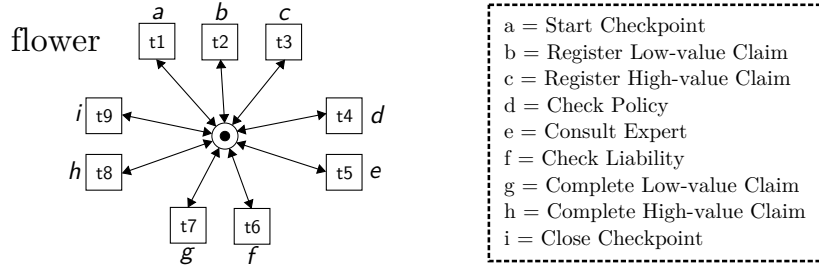 flower
a
b
c
t1
t2
t3
i
t9
t4
d
h
t8
t5
e
t7
t6
g
f
a = Start Checkpoint
b = Register Low-value Claim
c = Register High-value Claim
d = Check Policy
e = Consult Expert
f = Check Liability
g = Complete Low-value Claim
h = Complete High-value Claim
i = Close Checkpoint